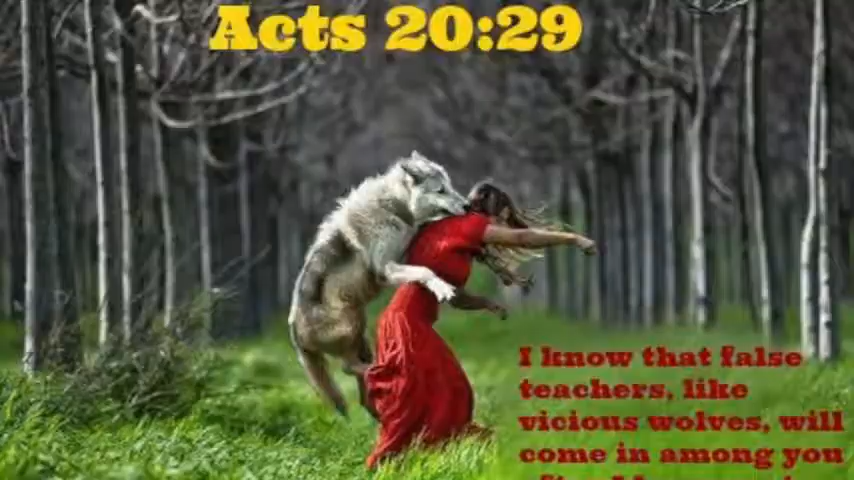 Acts 20:29
I know that false
teachers, like
vicious wolves, will
come in among you